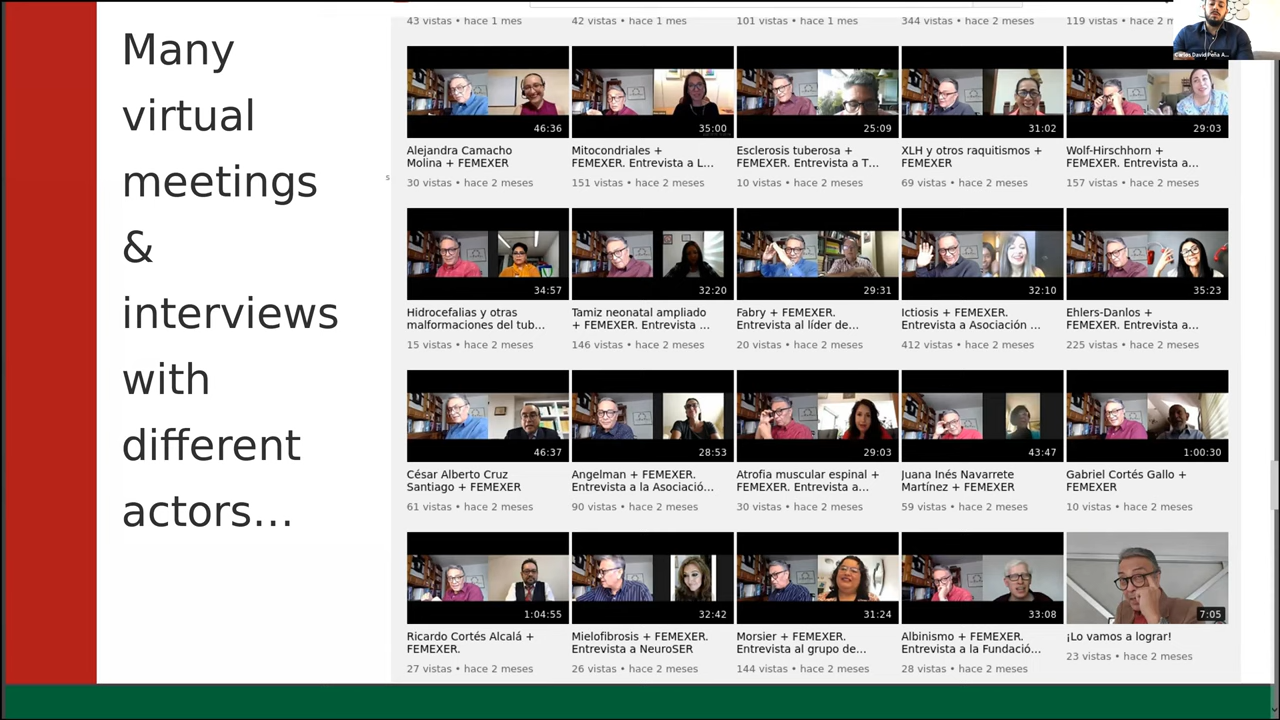 Many
virtual
meetings
&
interviews
with
different
actors...
43 vistas • hace 1 mes
42 vistas • hace 1 mes
101 vistas • hace 1 mes
344 vistas • hace 2 meses
119 vistas • hace 2 m
Carlos David Peña A...
46:36
35:00
25:09
31:02
29:03
Alejandra Camacho
Molina + FEMEXER
30 vistas • hace 2 meses
Mitocondriales +
FEMEXER. Entrevista a L...
151 vistas • hace 2 meses
Esclerosis tuberosa +
FEMEXER. Entrevista a T...
10 vistas • hace 2 meses
XLH y otros raquitismos +
FEMEXER
69 vistas • hace 2 meses
Wolf-Hirschhorn +
FEMEXER. Entrevista a...
157 vistas • hace 2 meses
s
34:57
32:20
29:31
32:10
35:23
Hidrocefalias y otras
malformaciones del tub...
15 vistas • hace 2 meses
Tamiz neonatal ampliado
+ FEMEXER. Entrevista ...
146 vistas • hace 2 meses
Fabry + FEMEXER.
Entrevista al líder de...
20 vistas • hace 2 meses
Ictiosis + FEMEXER.
Entrevista a Asociación ...
412 vistas • hace 2 meses
Ehlers-Danlos +
FEMEXER. Entrevista a...
225 vistas • hace 2 meses
46:37
28:53
29:03
43:47
1:00:30
César Alberto Cruz
Santiago + FEMEXER
61 vistas • hace 2 meses
Angelman + FEMEXER.
Entrevista a la Asociació...
90 vistas • hace 2 meses
Atrofia muscular espinal +
FEMEXER. Entrevista a...
30 vistas • hace 2 meses
Juana Inés Navarrete
Martínez + FEMEXER
59 vistas • hace 2 meses
Gabriel Cortés Gallo +
FEMEXER
10 vistas • hace 2 meses
1:04:55
32:42
31:24
33:08
7:05
Ricardo Cortés Alcalá +
FEMEXER.
27 vistas • hace 2 meses
Mielofibrosis + FEMEXER.
Entrevista a NeuroSER
26 vistas • hace 2 meses
Morsier + FEMEXER.
Entrevista al grupo de...
144 vistas • hace 2 meses
Albinismo + FEMEXER.
Entrevista a la Fundació...
28 vistas • hace 2 meses
¡Lo vamos a lograr!
23 vistas • hace 2 meses